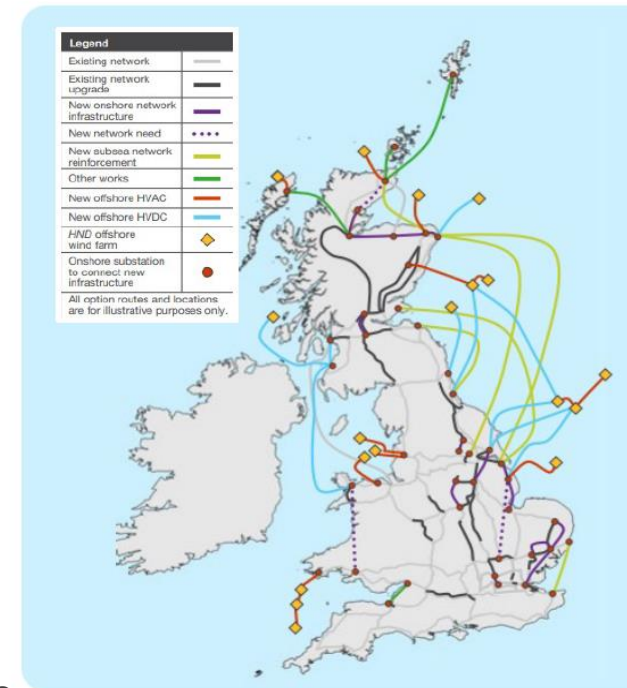 Legend
Existing network
Existing network
upgrade
New onshore network
infrastructure
New network need
New subsea network
reinforcement
Other works
New offshore HVAC
New offshore HVDC
HND offshore
wind farm
Onshore substation
to connect new
infrastructure
All option routes and locations
are for illustrative purposes only.